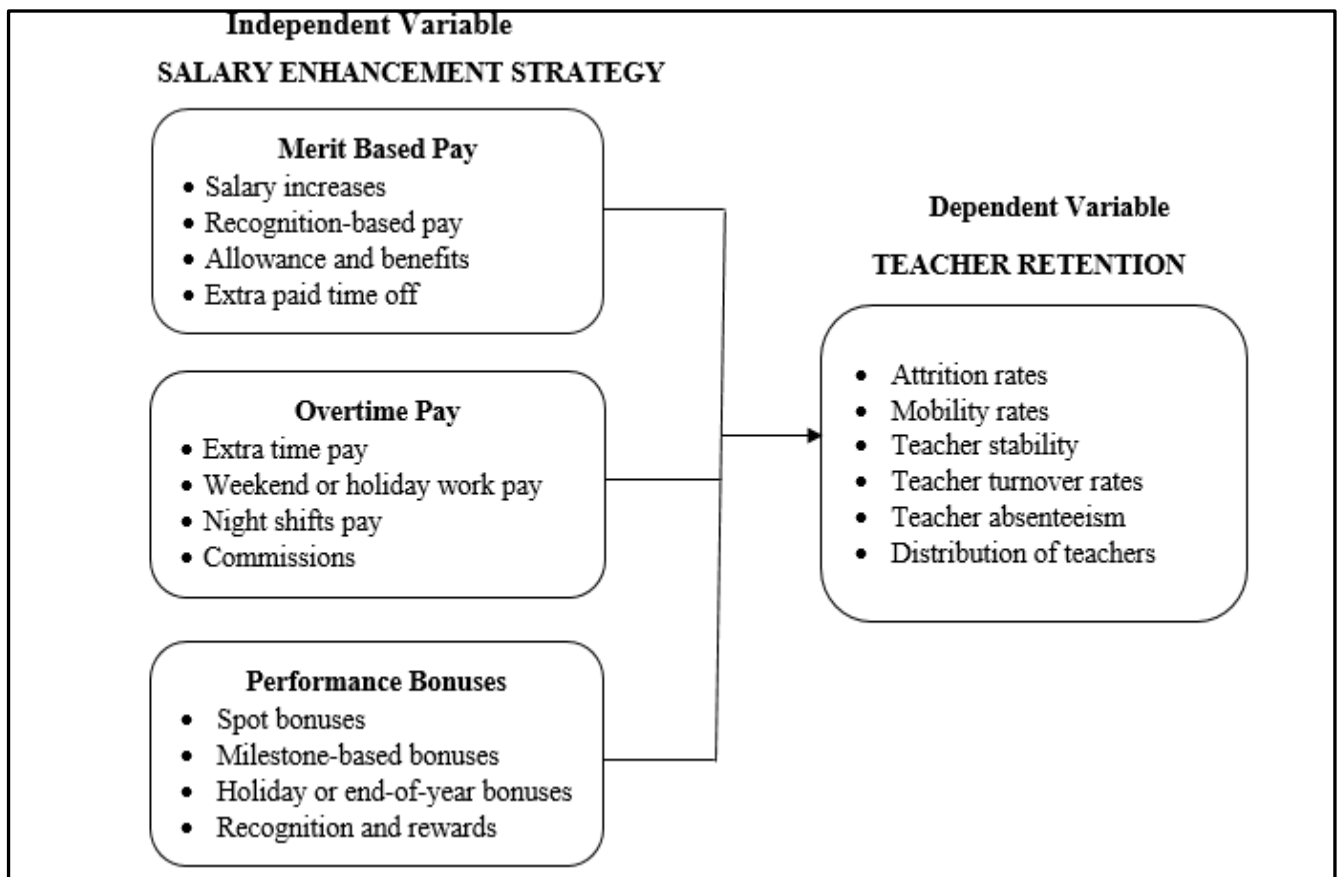 Independent Variable
SALARY ENHANCEMENT STRATEGY
Merit Based Pay
• Salary increases
• Recognition-based pay
• Allowance and benefits
• Extra paid time off
Overtime Pay
• Extra time pay
• Weekend or holiday work pay
• Night shifts pay
• Commissions
Performance Bonuses
• Spot bonuses
• Milestone-based bonuses
• Holiday or end-of-year bonuses
• Recognition and rewards
Dependent Variable
TEACHER RETENTION
• Attrition rates
• Mobility rates
• Teacher stability
• Teacher turnover rates
• Teacher absenteeism
• Distribution of teachers